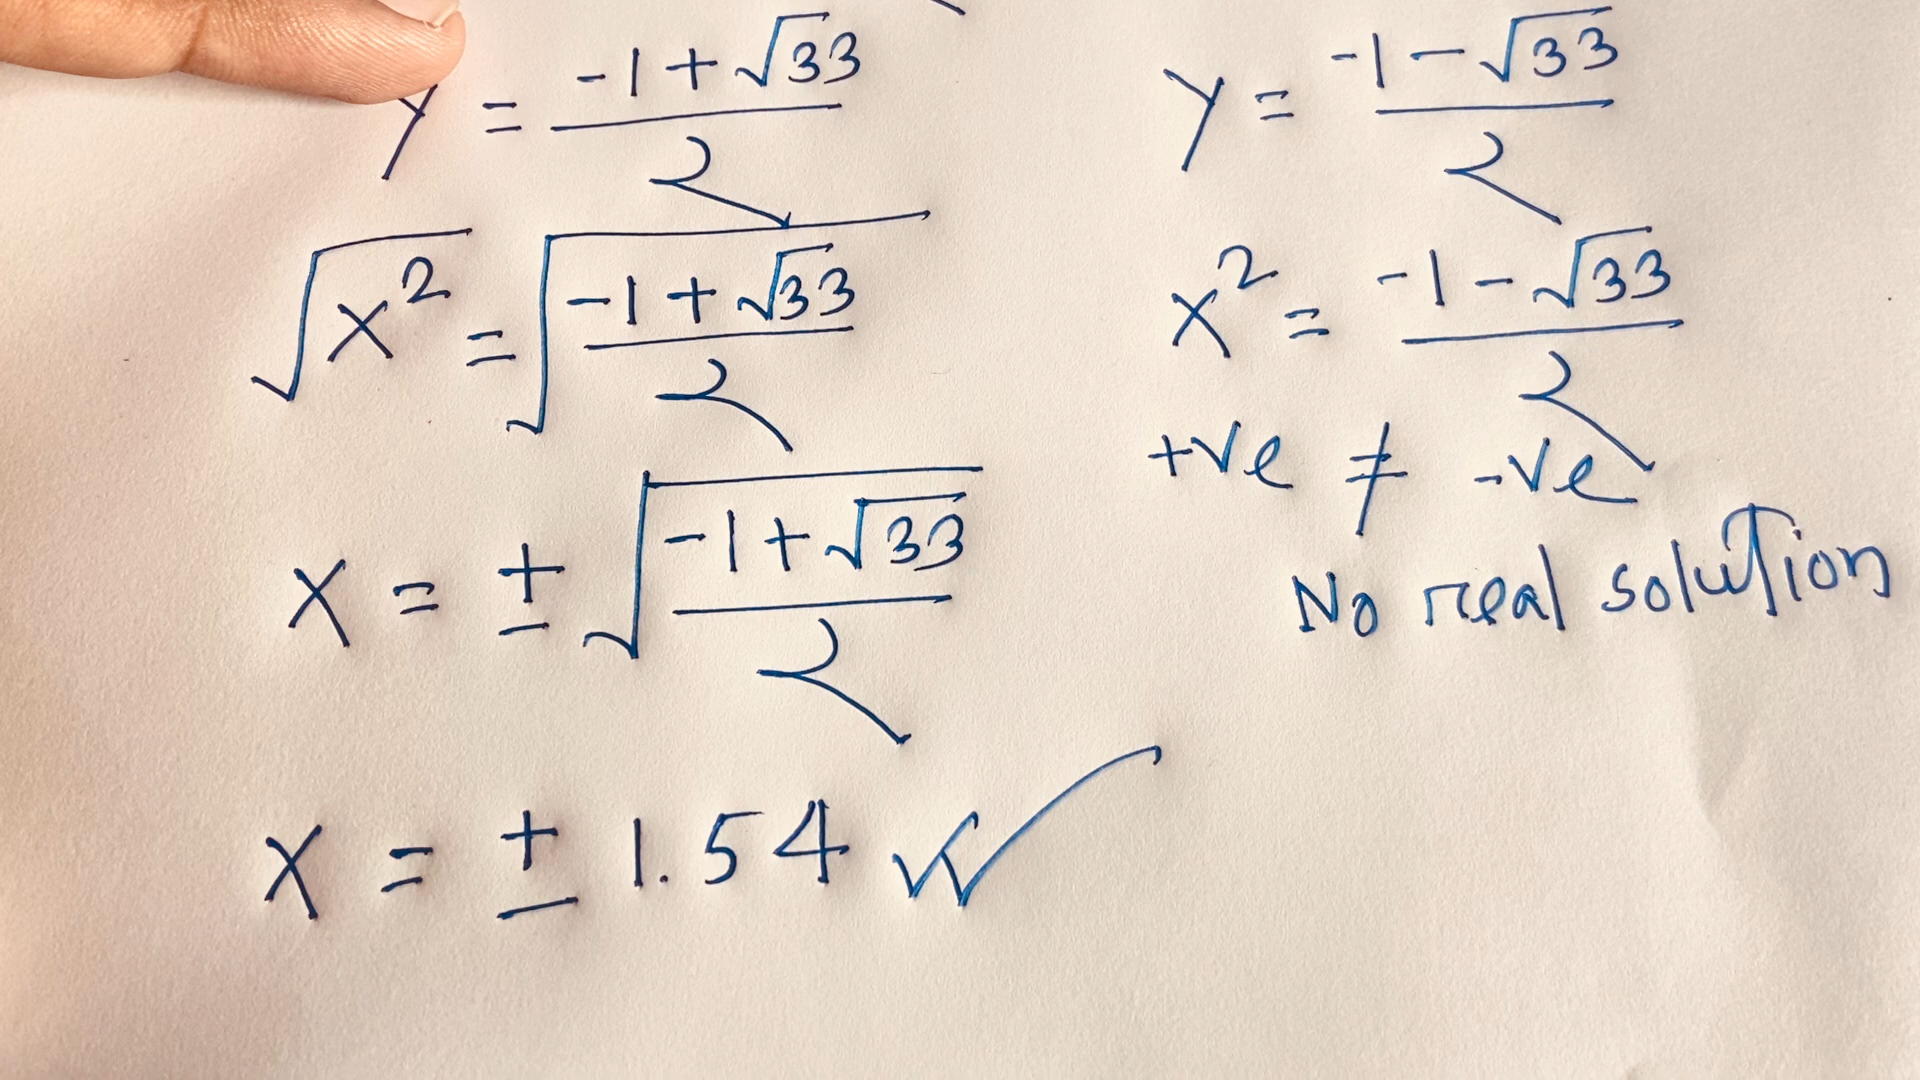 y = (-1 + √33)/2
√(x²) = √((-1 + √33)/2)
x = ± √((-1 + √33)/2)
x = ± 1.54
y = (-1 - √33)/2
x² = (-1 - √33)/2
+ve ≠ -ve
No real solution